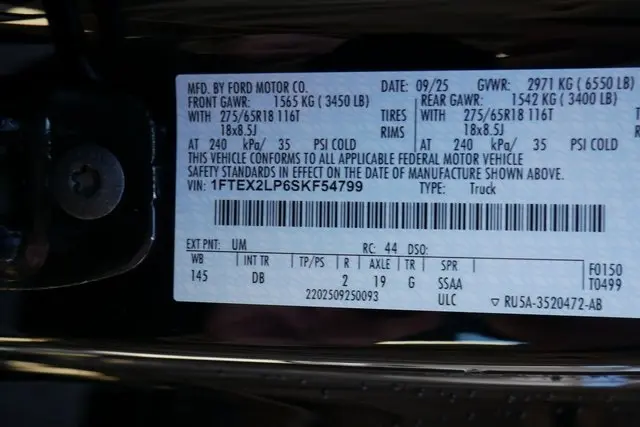 MFD. BY FORD MOTOR CO. DATE: 09/25 GVWR: 2971 KG ( 6550 LB)
FRONT GAWR: 1565 KG ( 3450 LB) REAR GAWR: 1542 KG ( 3400 LB)
WITH 275/65R18 116T TIRES WITH 275/65R18 116T
18x8.5J RIMS 18x8.5J
AT 240 kPa/ 35 PSI COLD AT 240 kPa/ 35 PSI COLD
THIS VEHICLE CONFORMS TO ALL APPLICABLE FEDERAL MOTOR VEHICLE
SAFETY STANDARDS IN EFFECT ON THE DATE OF MANUFACTURE SHOWN ABOVE.
VIN: 1FTEX2LP6SKF54799 TYPE: Truck
EXT PNT: UM RC: 44 DSO:
WB INT TR TP/PS R AXLE TR SPR F0150
145 DB 2 19 G SSAA T0499
2202509250093 ULC ▽ RU5A-3520472-AB